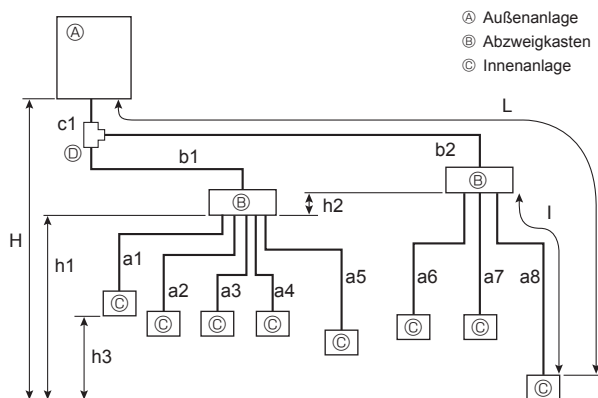 Ⓐ
Ⓐ Außenanlage
Ⓑ Abzweigkasten
Ⓒ Innenanlage
L
c1
Ⓓ
b1
b2
Ⓑ
Ⓑ
h2
l
H
h1
a1
a2
a3
a4
a5
a6
a7
a8
Ⓒ
Ⓒ
Ⓒ
Ⓒ
Ⓒ
Ⓒ
Ⓒ
h3
Ⓒ